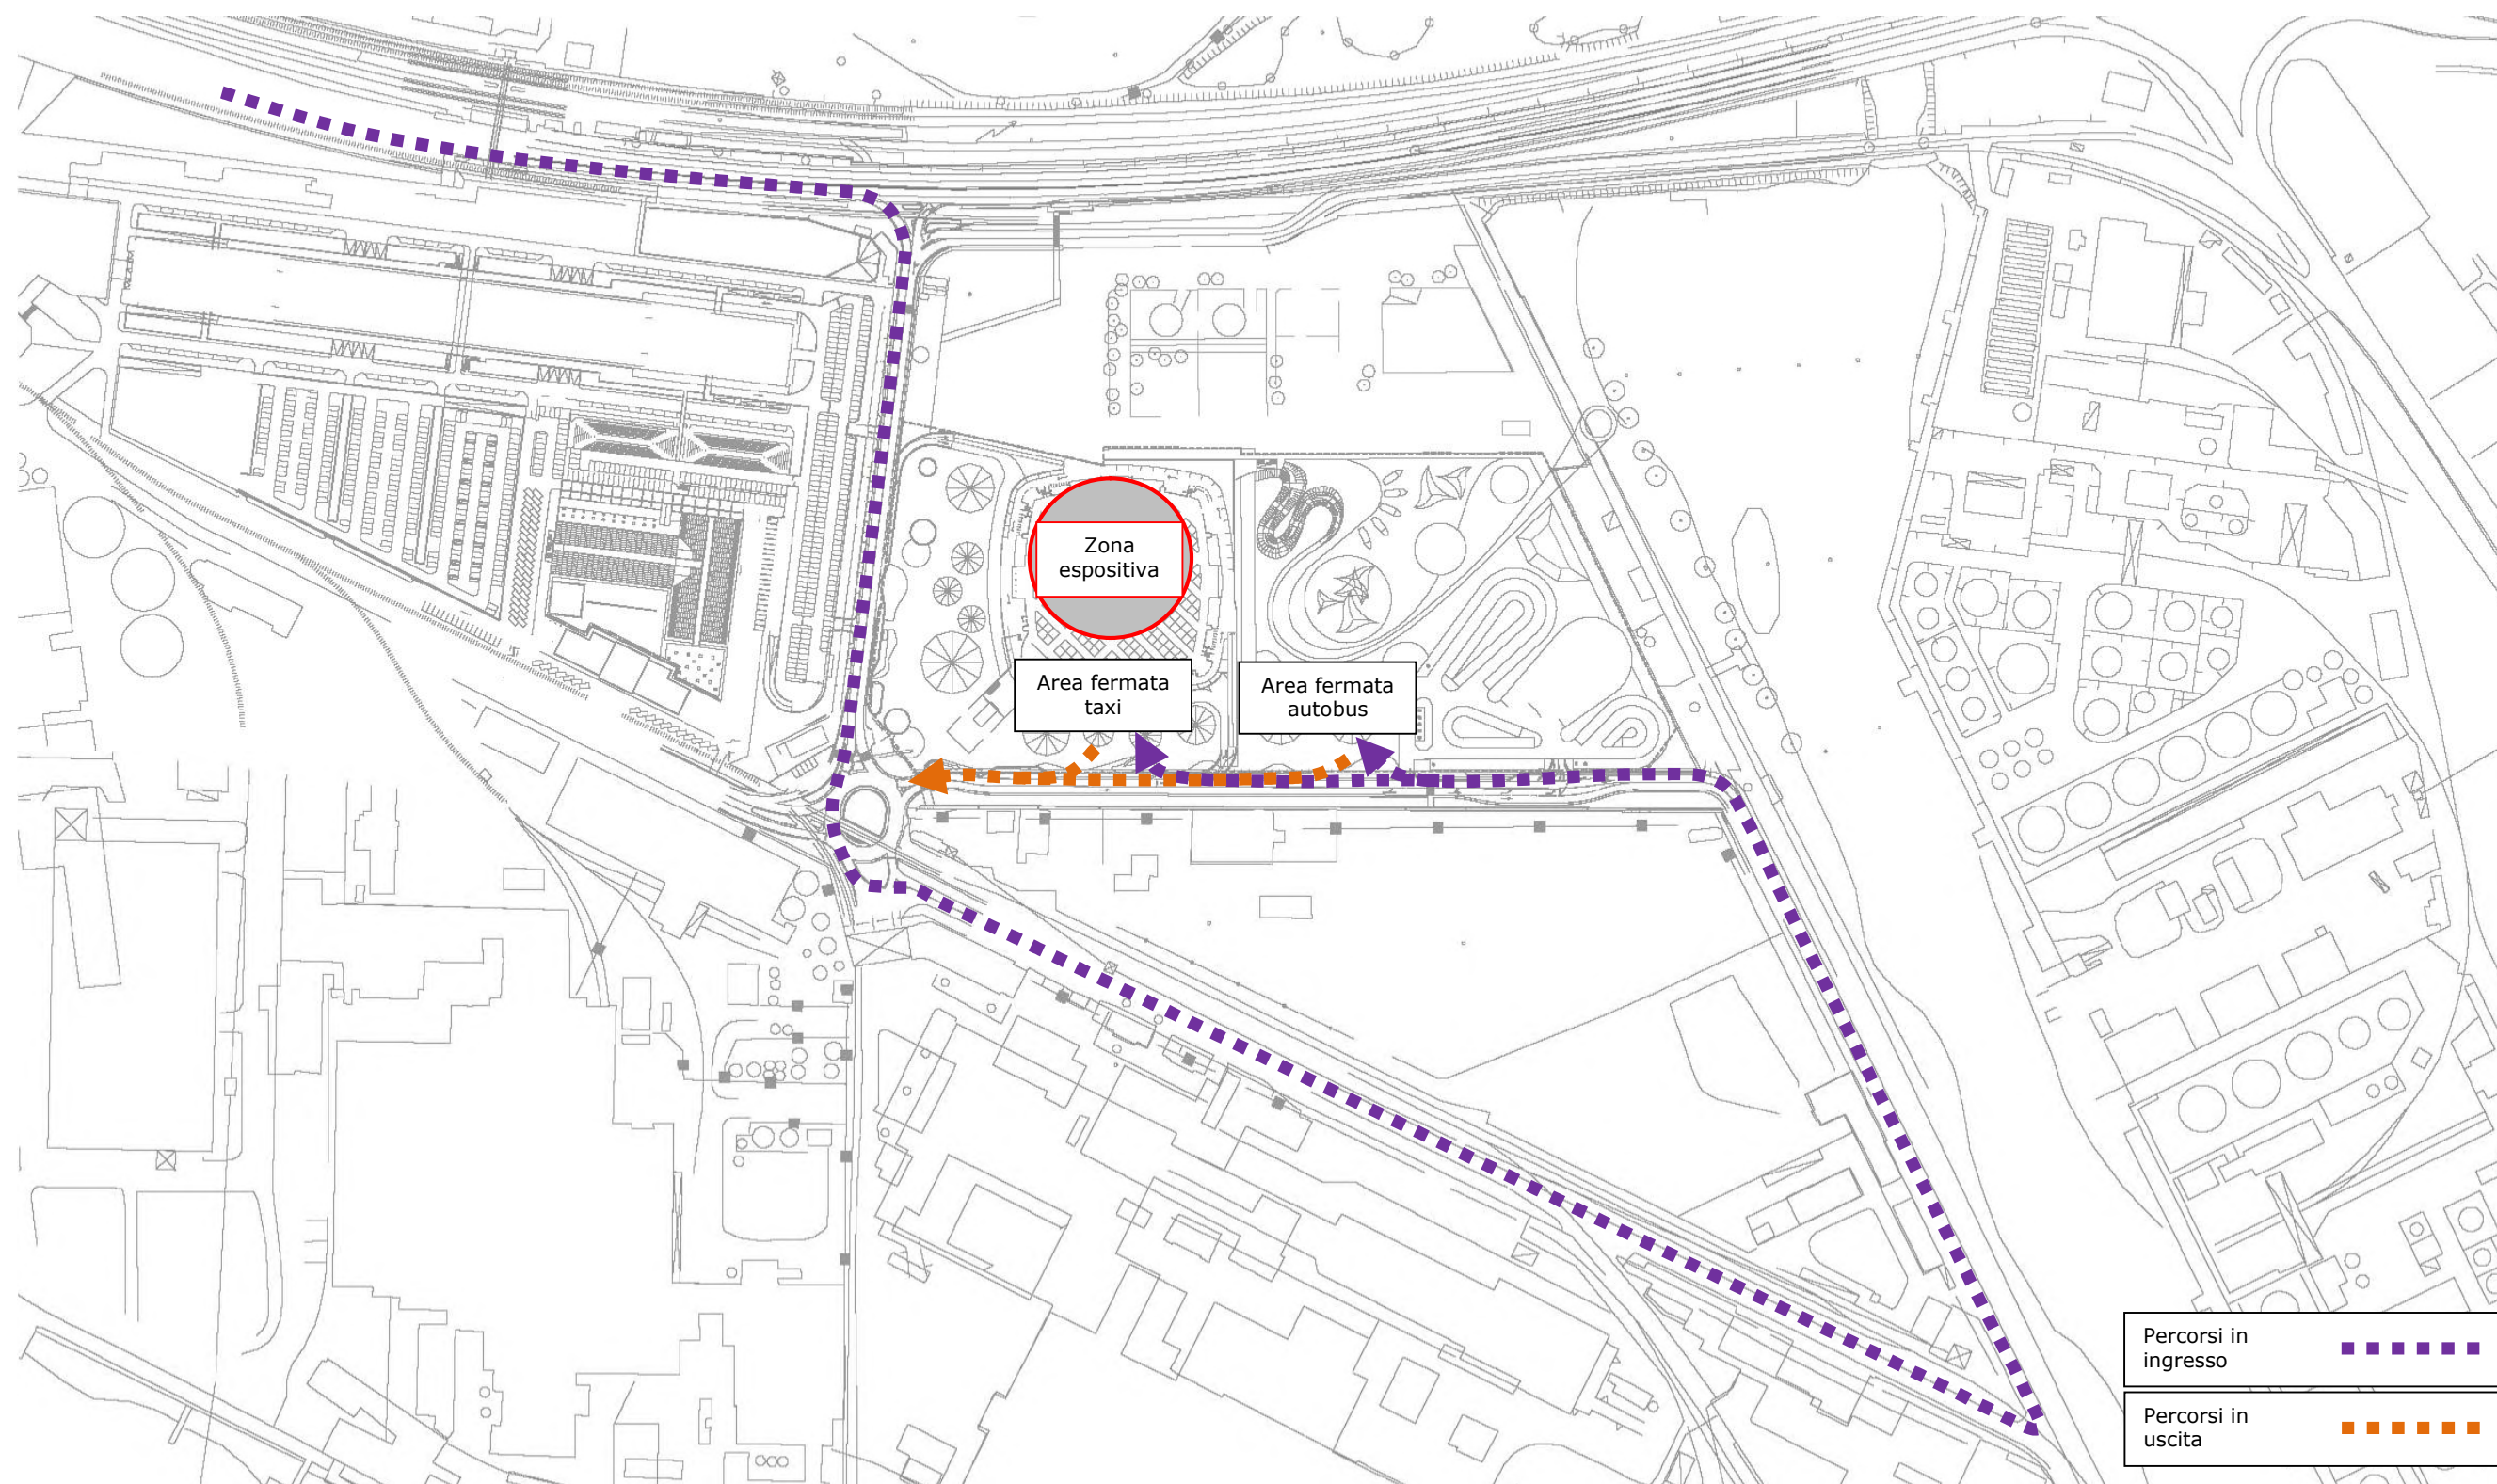 Zona
espositiva
Area fermata
taxi
Area fermata
autobus
Percorsi in
ingresso
Percorsi in
uscita